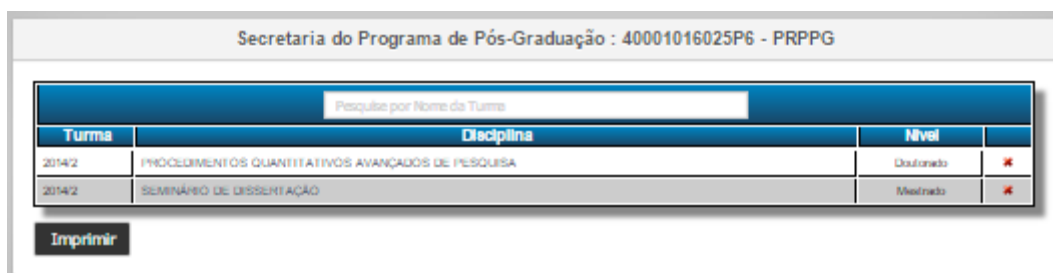 Secretaria do Programa de Pós-Graduação : 40001016025P6 - PRPPG
Pesquise por Nome da Turma
Turma Disciplina Nível
2014/2 PROCEDIMENTOS QUANTITATIVOS AVANÇADOS DE PESQUISA Doutorado
2014/2 SEMINÁRIO DE DISSERTAÇÃO Mestrado
Imprimir